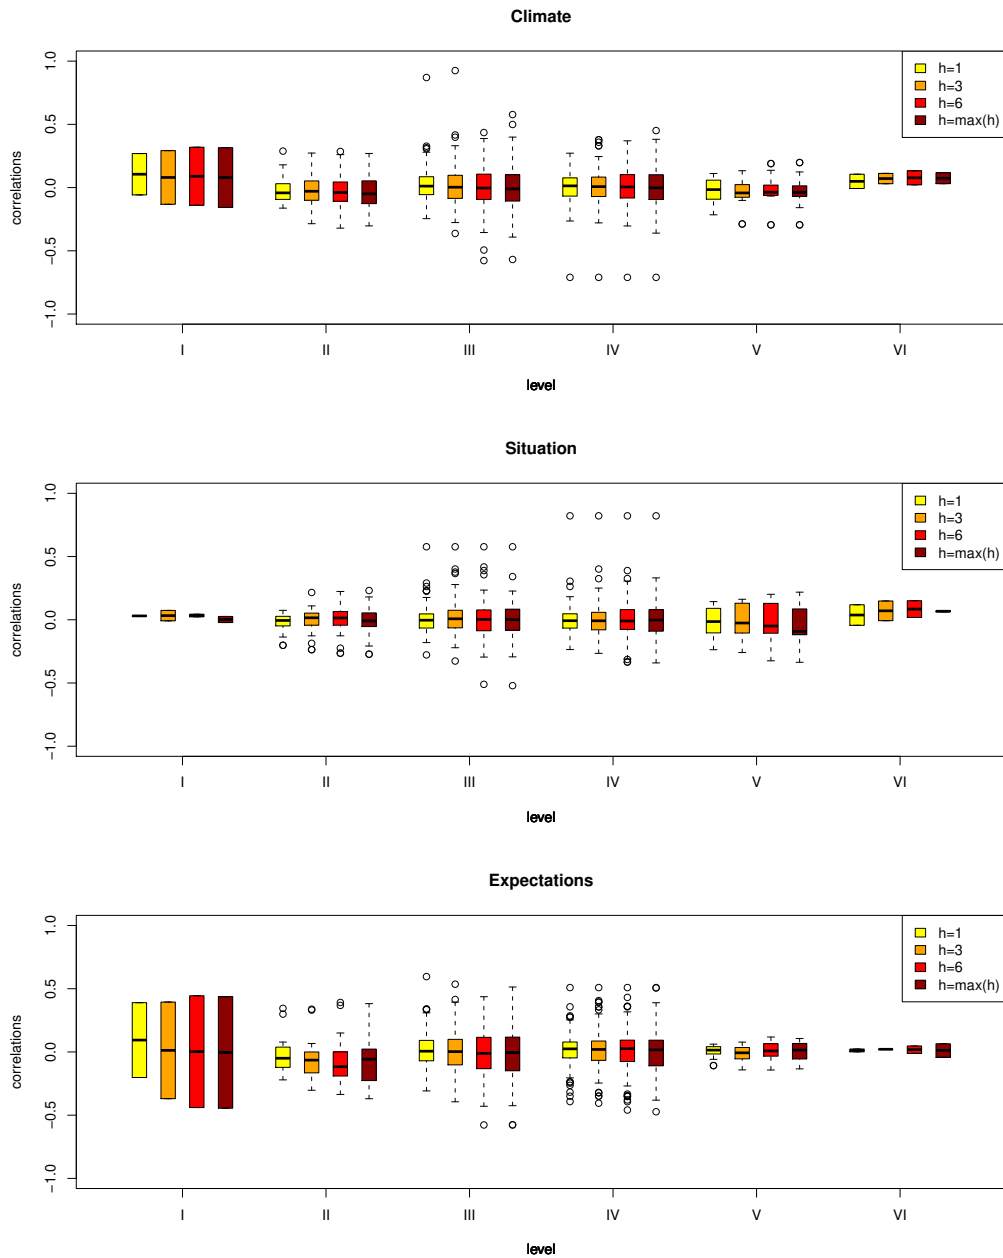 Climate
1.0
0.5
0.0
−0.5
−1.0
correlations
h=1
h=3
h=6
h=max(h)
I II III IV V VI
level
Situation
1.0
0.5
0.0
−0.5
−1.0
correlations
h=1
h=3
h=6
h=max(h)
I II III IV V VI
level
Expectations
1.0
0.5
0.0
−0.5
−1.0
correlations
h=1
h=3
h=6
h=max(h)
I II III IV V VI
level